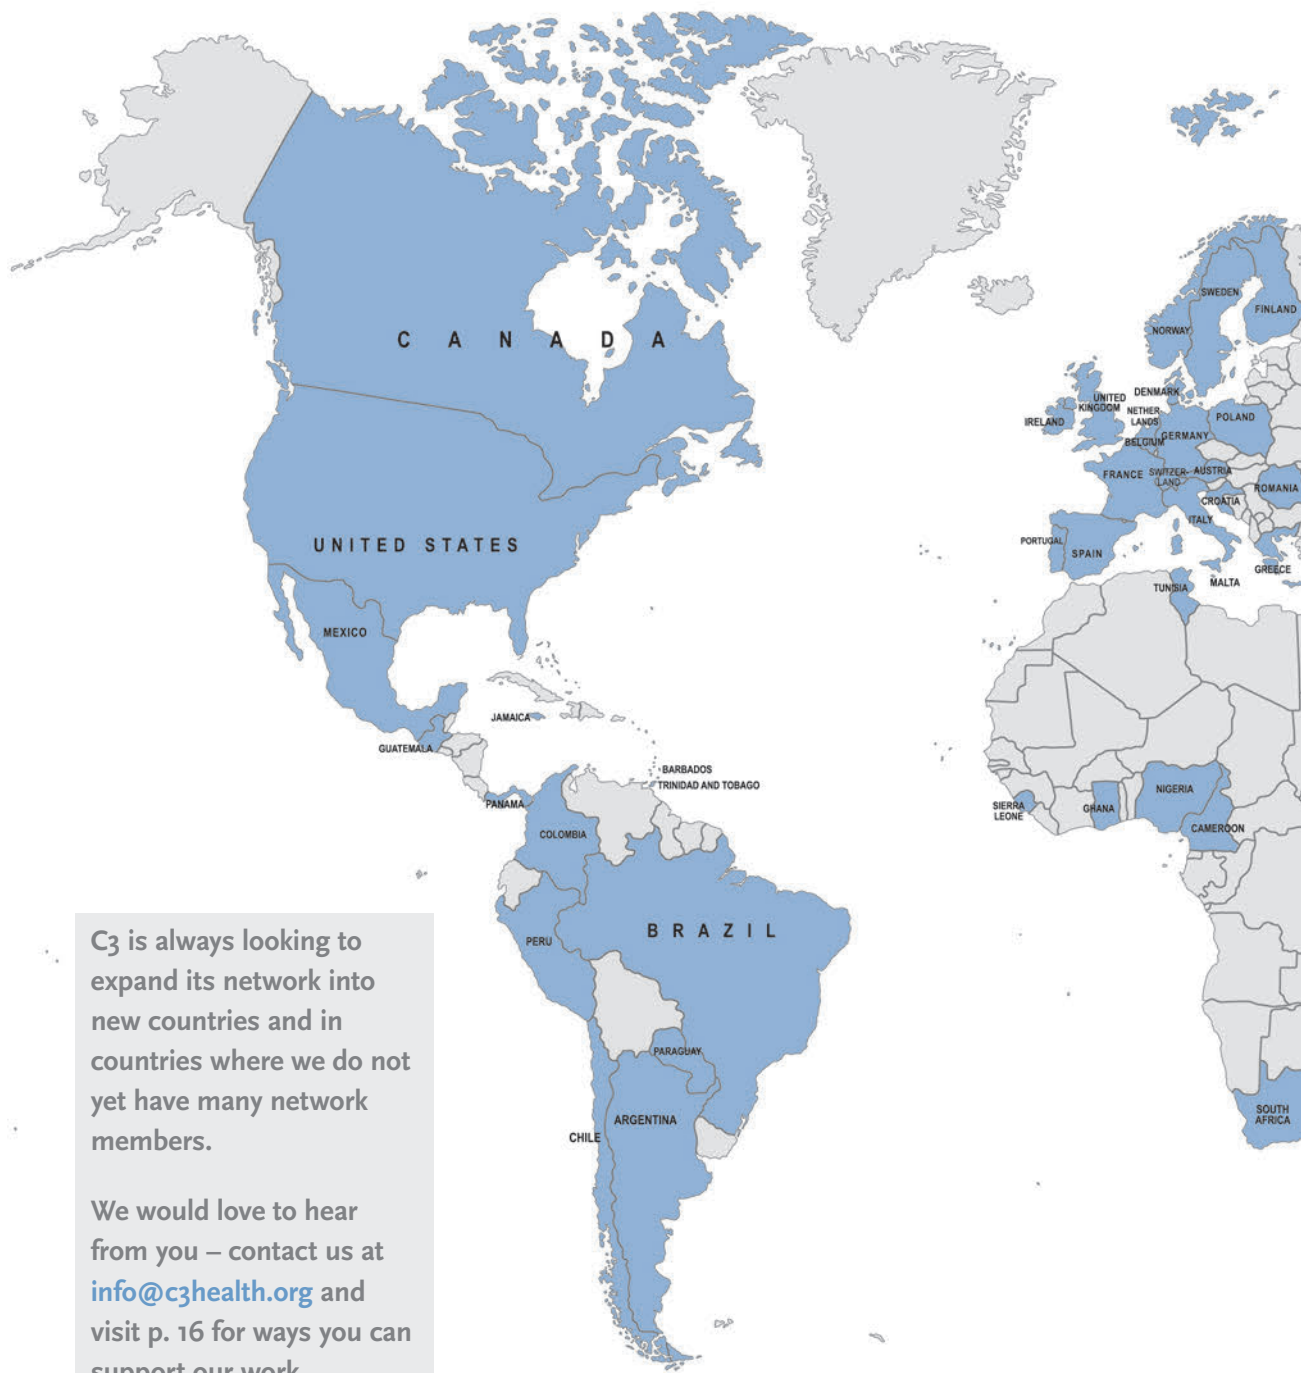 C A N A D A
UNITED STATES
MEXICO
JAMAICA
GUATEMALA
BARBADOS
TRINIDAD AND TOBAGO
PANAMA
COLOMBIA
PERU
B R A Z I L
PARAGUAY
ARGENTINA
CHILE
SWEDEN
FINLAND
NORWAY
DENMARK
UNITED
KINGDOM
NETHER
LANDS
IRELAND
POLAND
GERMANY
BELGIUM
FRANCE
SWITZER-
LAND
AUSTRIA
ROMANIA
CROATIA
ITALY
PORTUGAL
SPAIN
GREECE
MALTA
TUNISIA
SIERRA
LEONE
GHANA
NIGERIA
CAMEROON
SOUTH
AFRICA
C3 is always looking to
expand its network into
new countries and in
countries where we do not
yet have many network
members.
We would love to hear
from you – contact us at
info@c3health.org and
visit p. 16 for ways you can
support our work